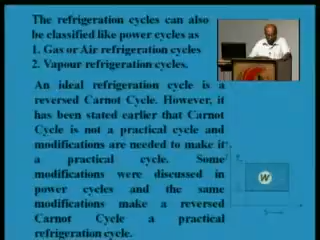 The refrigeration cycles can also
be classified like power cycles as
1. Gas or Air refrigeration cycles
2. Vapour refrigeration cycles.
An ideal refrigeration cycle is a
reversed Carnot Cycle. However, it
has been stated earlier that Carnot
Cycle is not a practical cycle and
modifications are needed to make it
a practical cycle. Some
modifications were discussed in
power cycles and the same
modifications make a reversed
Carnot Cycle a practical
refrigeration cycle.
W